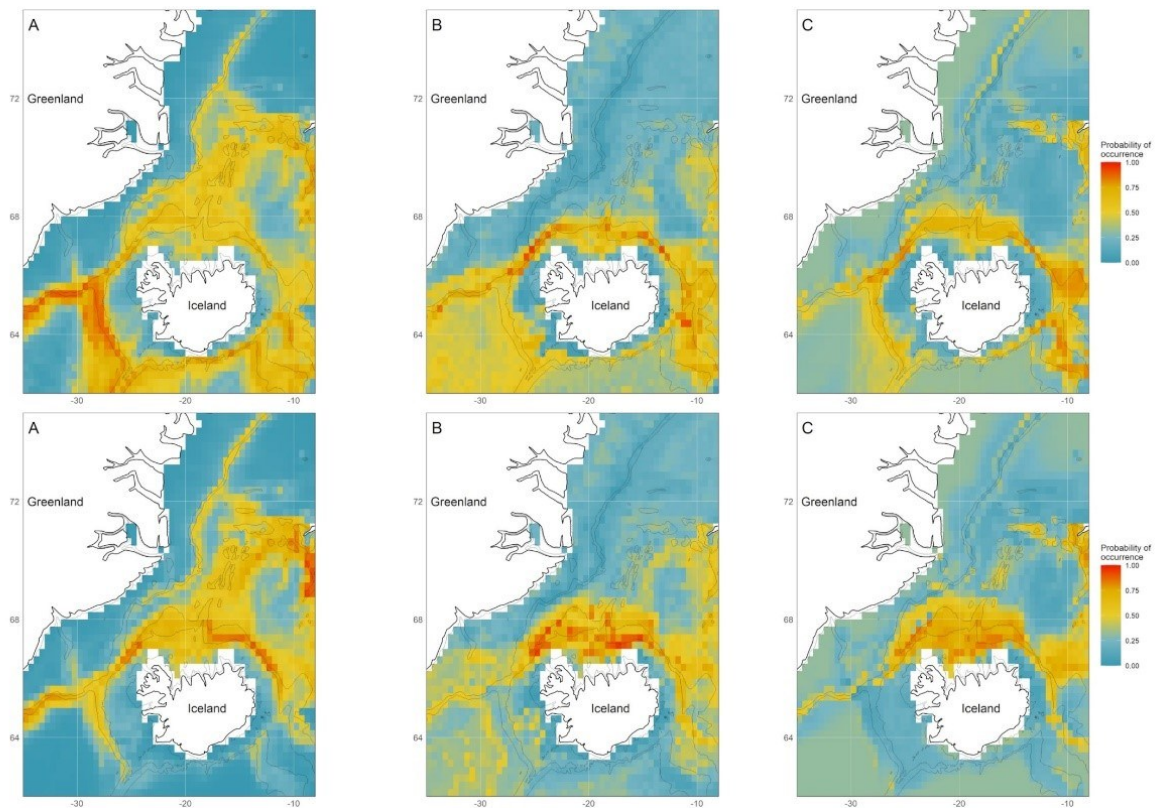 A
B
C
Greenland
Greenland
Greenland
72
72
72
Probability of
occurrence
1.00
0.75
0.50
0.25
0.00
68
68
68
Iceland
Iceland
Iceland
64
64
64
-30
-20
-10
-30
-20
-10
-30
-20
-10
A
B
C
Greenland
Greenland
Greenland
72
72
72
Probability of
occurrence
1.00
0.75
0.50
0.25
0.00
68
68
68
Iceland
Iceland
Iceland
64
64
64
-30
-20
-10
-30
-20
-10
-30
-20
-10